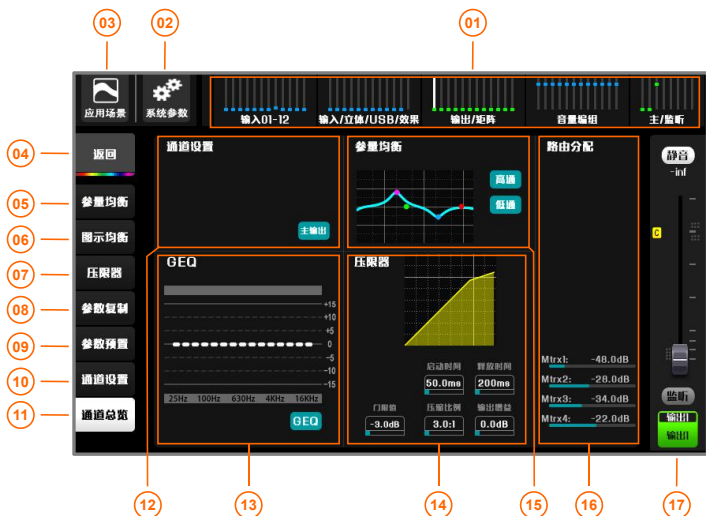 03
02
01
应用场景
系统参数
输入01-12
输入/立体/USB/效果
输出/矩阵
音量编组
主/监听
04
返回
05
参量均衡
06
图示均衡
07
压限器
08
参数复制
09
参数预置
10
通道设置
11
通道总览
通道设置
主输出
参量均衡
高通
低通
路由分配
静音
-inf
C
GEQ
+15
+10
+5
0
-5
-10
-15
25Hz 100Hz 630Hz 4KHz 16KHz
GEQ
压限器
启动时间
释放时间
50.0ms
200ms
门限值
压缩比例
输出增益
-3.0dB
3.0:1
0.0dB
Mtrx1: -48.0dB
Mtrx2: -28.0dB
Mtrx3: -34.0dB
Mtrx4: -22.0dB
监听
输出1
输出1
12
13
14
15
16
17